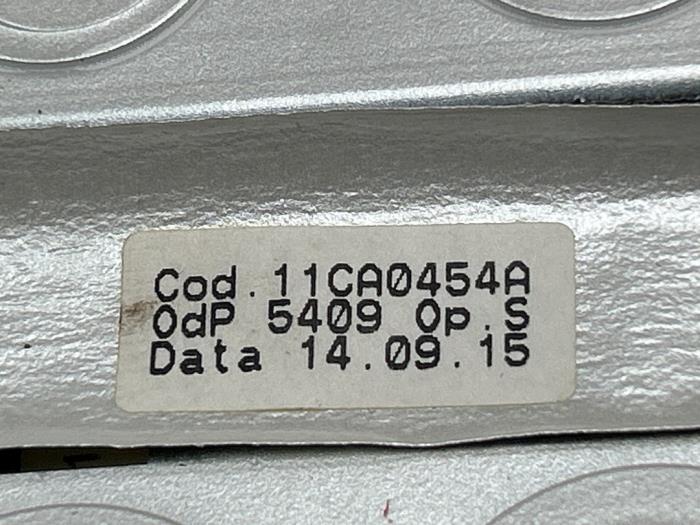 Cod.11CA0454A
OdP 5409 Op.S
Data 14.09.15